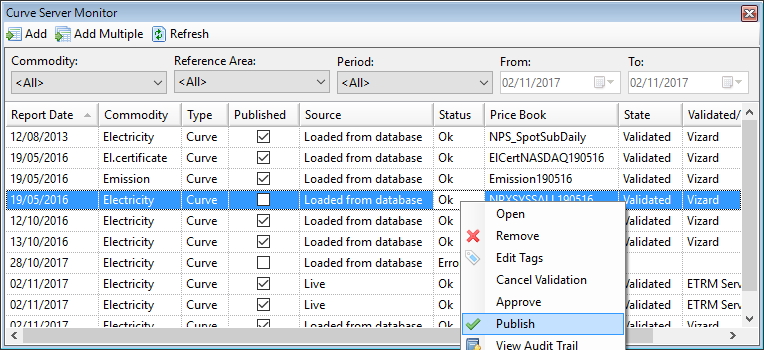 Curve Server Monitor
Add Add Multiple Refresh
Commodity: Reference Area: Period: From: To:
<All> <All> <All> 02/11/2017 02/11/2017
Report Date Commodity Type Published Source Status Price Book State Validated/
12/08/2013 Electricity Curve Loaded from database Ok NPS_SpotSubDaily Validated Vizard
19/05/2016 El.certificate Curve Loaded from database Ok ElCertNASDAQ190516 Validated Vizard
19/05/2016 Emission Curve Loaded from database Ok Emission190516 Validated Vizard
19/05/2016 Electricity Curve Loaded from database Ok Validated Vizard
Open
12/10/2016 Electricity Curve Loaded from database Ok Validated Vizard
Remove
13/10/2016 Electricity Curve Loaded from database Ok Validated Vizard
Edit Tags
28/10/2017 Electricity Curve Loaded from database Erro
Cancel Validation
02/11/2017 Electricity Curve Live Ok Validated ETRM Serv
Approve
02/11/2017 Electricity Curve Live Ok Validated ETRM Serv
Publish
02/11/2017 Electricity Curve Loaded from database Ok Validated Vizard
View Audit Trail